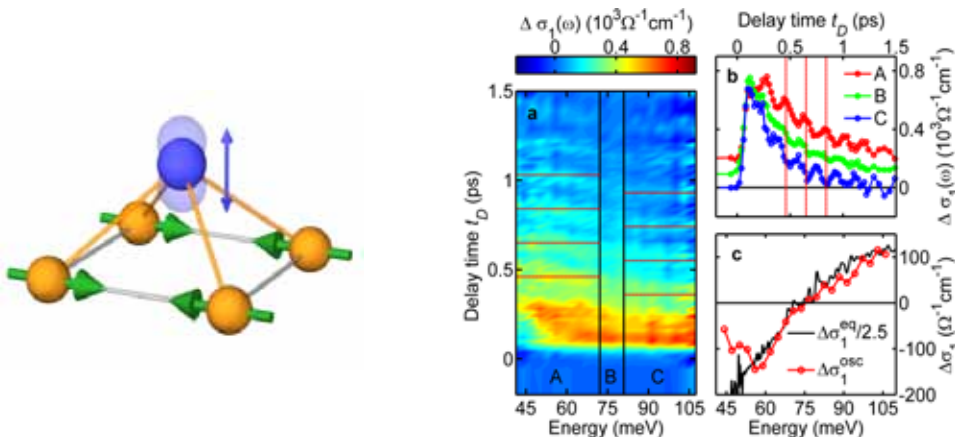 Δ σ₁(ω) (10³Ω⁻¹cm⁻¹)
0 0.4 0.8
a
1.5
1
0.5
0
Delay time t_D (ps)
A B C
45 60 75 90 105
Energy (meV)
Delay time t_D (ps)
0 0.5 1 1.5
b
A
B
C
0.8
0.4
0
Δ σ₁(ω) (10³Ω⁻¹cm⁻¹)
c
Δσ₁^eq/2.5
Δσ₁^osc
100
0
-100
-200
Δσ₁ (Ω⁻¹cm⁻¹)
45 60 75 90 105
Energy (meV)